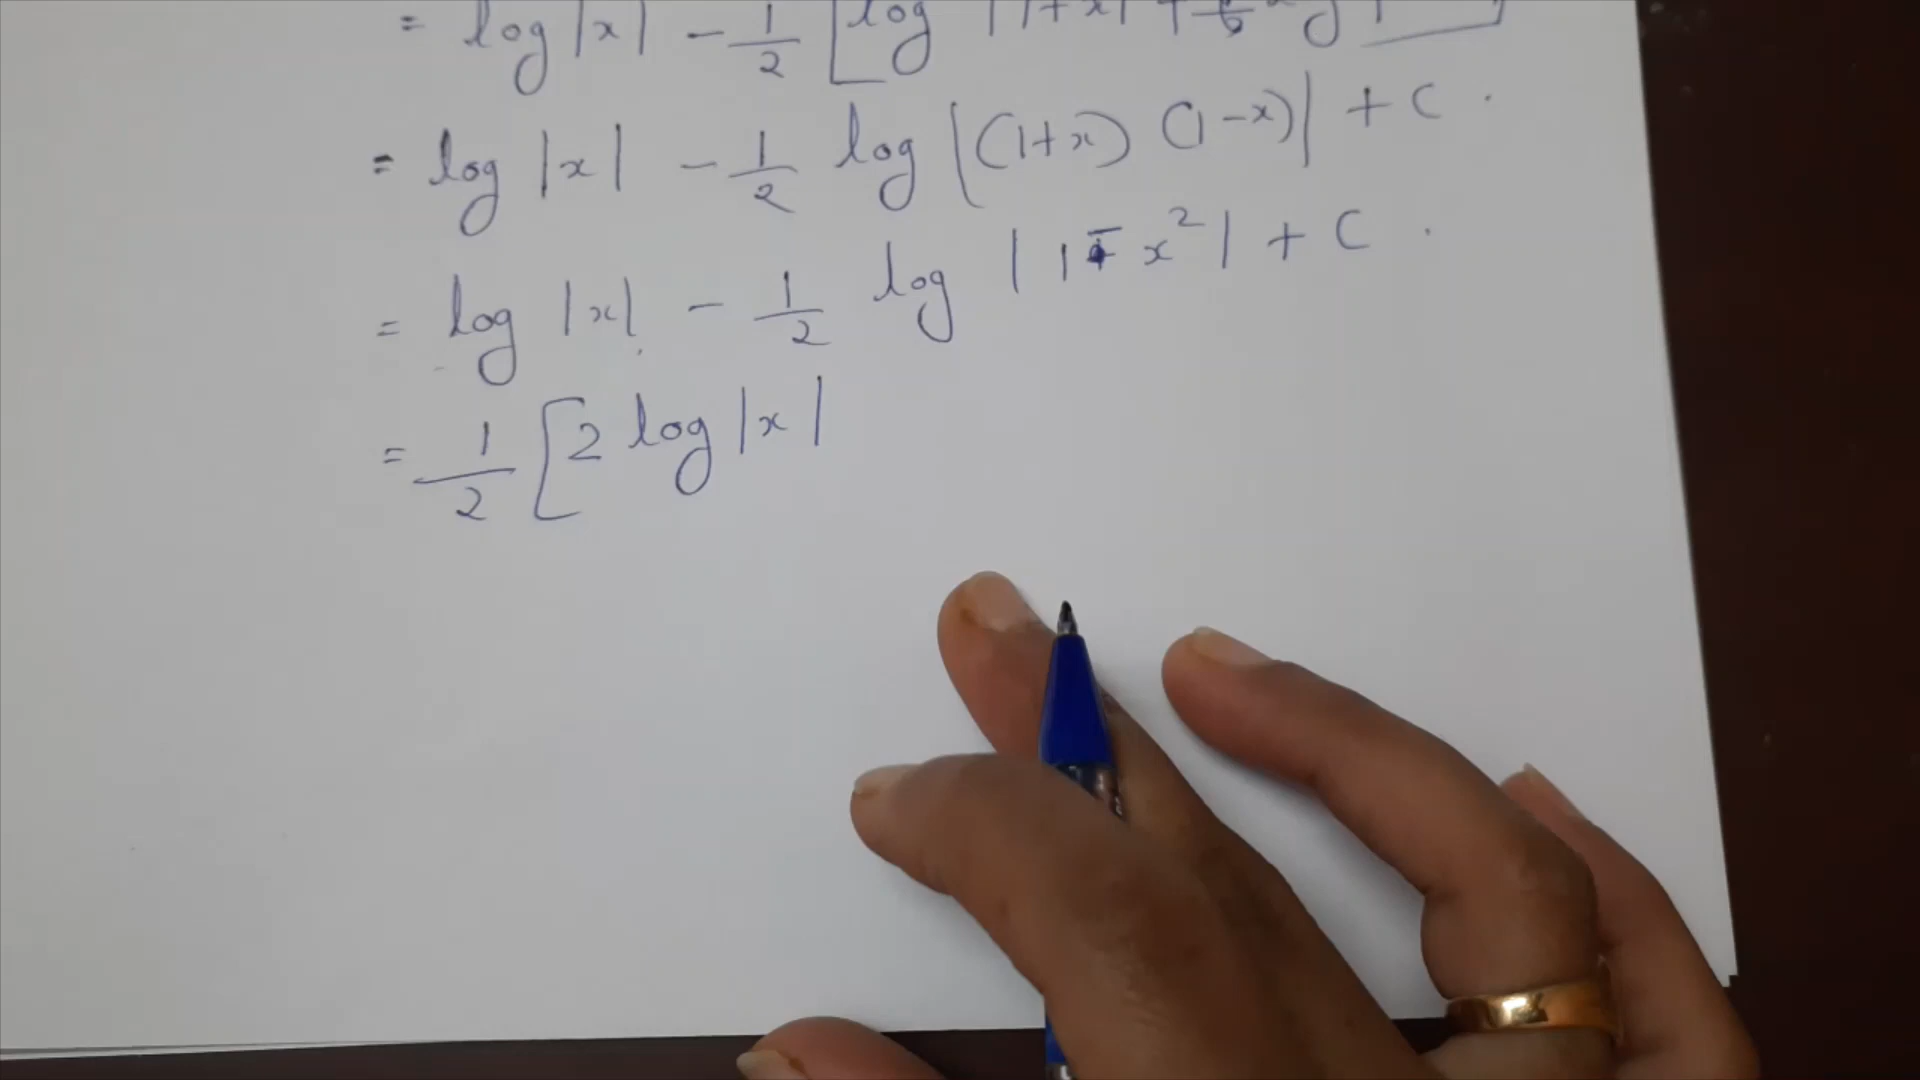 = log |x| - 1/2 [log |1+x| +
= log |x| - 1/2 log |(1+x) (1-x)| + C .
= log |x| - 1/2 log | 1 - x² | + C .
= 1/2 [2 log |x|